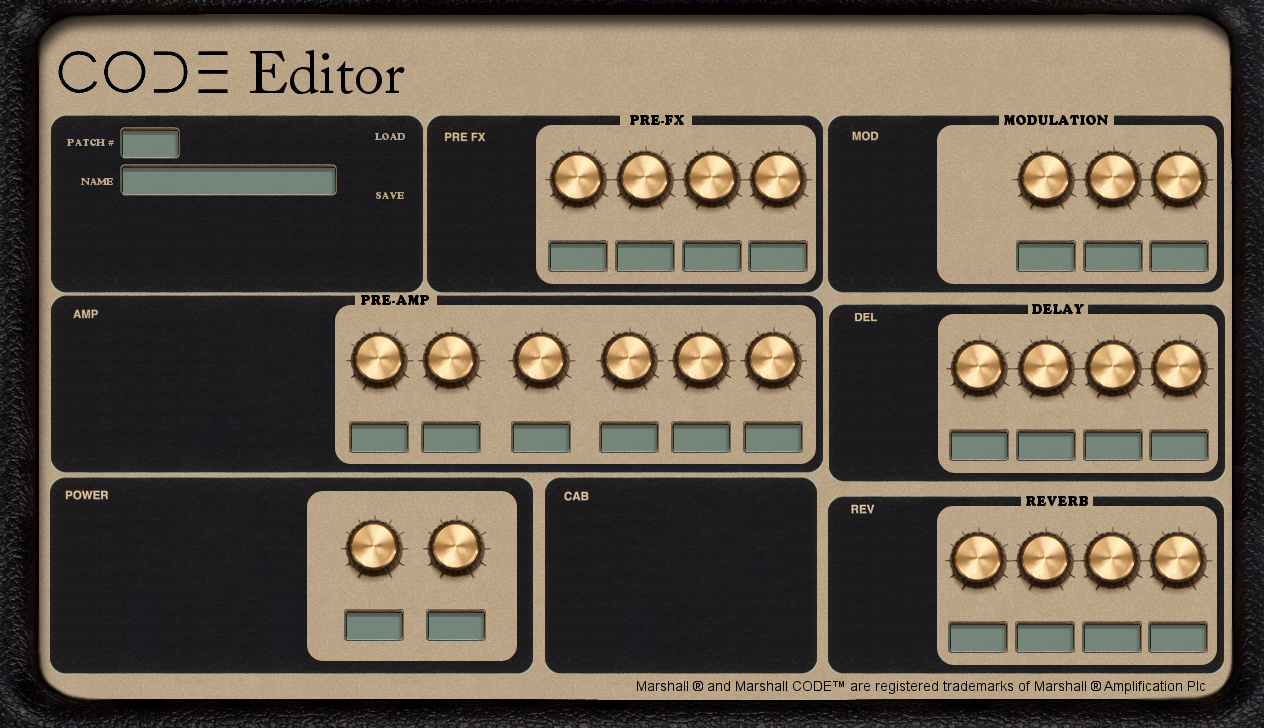 CODE Editor
PATCH #
LOAD
NAME
SAVE
PRE FX
PRE-FX
MOD
MODULATION
AMP
PRE-AMP
DEL
DELAY
POWER
CAB
REV
REVERB
Marshall ® and Marshall CODE™ are registered trademarks of Marshall ® Amplification Plc